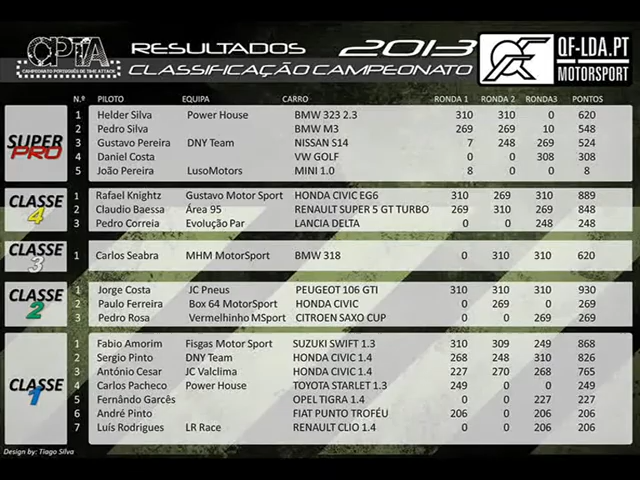 CPTA RESULTADOS 2013 QF-LDA.PT
CAMPEONATO PORTUGUÊS DE TIME ATTACK CLASSIFICAÇÃO CAMPEONATO MOTORSPORT
N.º PILOTO EQUIPA CARRO RONDA 1 RONDA 2 RONDA3 PONTOS
SUPER PRO
1 Helder Silva Power House BMW 323 2.3 310 310 0 620
2 Pedro Silva BMW M3 269 269 10 548
3 Gustavo Pereira DNY Team NISSAN S14 7 248 269 524
4 Daniel Costa VW GOLF 0 0 308 308
5 João Pereira LusoMotors MINI 1.0 8 0 0 8
CLASSE 4
1 Rafael Knightz Gustavo Motor Sport HONDA CIVIC EG6 310 269 310 889
2 Claudio Baessa Área 95 RENAULT SUPER 5 GT TURBO 269 310 269 848
3 Pedro Correia Evolução Par LANCIA DELTA 0 0 248 248
CLASSE 3
1 Carlos Seabra MHM MotorSport BMW 318 0 310 310 620
CLASSE 2
1 Jorge Costa JC Pneus PEUGEOT 106 GTI 310 310 310 930
2 Paulo Ferreira Box 64 MotorSport HONDA CIVIC 0 269 0 269
3 Pedro Rosa Vermelhinho MSport CITROEN SAXO CUP 0 0 269 269
CLASSE 1
1 Fabio Amorim Fisgas Motor Sport SUZUKI SWIFT 1.3 310 309 249 868
2 Sergio Pinto DNY Team HONDA CIVIC 1.4 268 248 310 826
3 António Cesar JC Valclima HONDA CIVIC 1.4 227 270 268 765
4 Carlos Pacheco Power House TOYOTA STARLET 1.3 249 0 0 249
5 Fernândo Garcês OPEL TIGRA 1.4 0 0 227 227
6 André Pinto FIAT PUNTO TROFÉU 206 0 0 206
7 Luís Rodrigues LR Race RENAULT CLIO 1.4 0 0 206 206
Design by: Tiago Silva